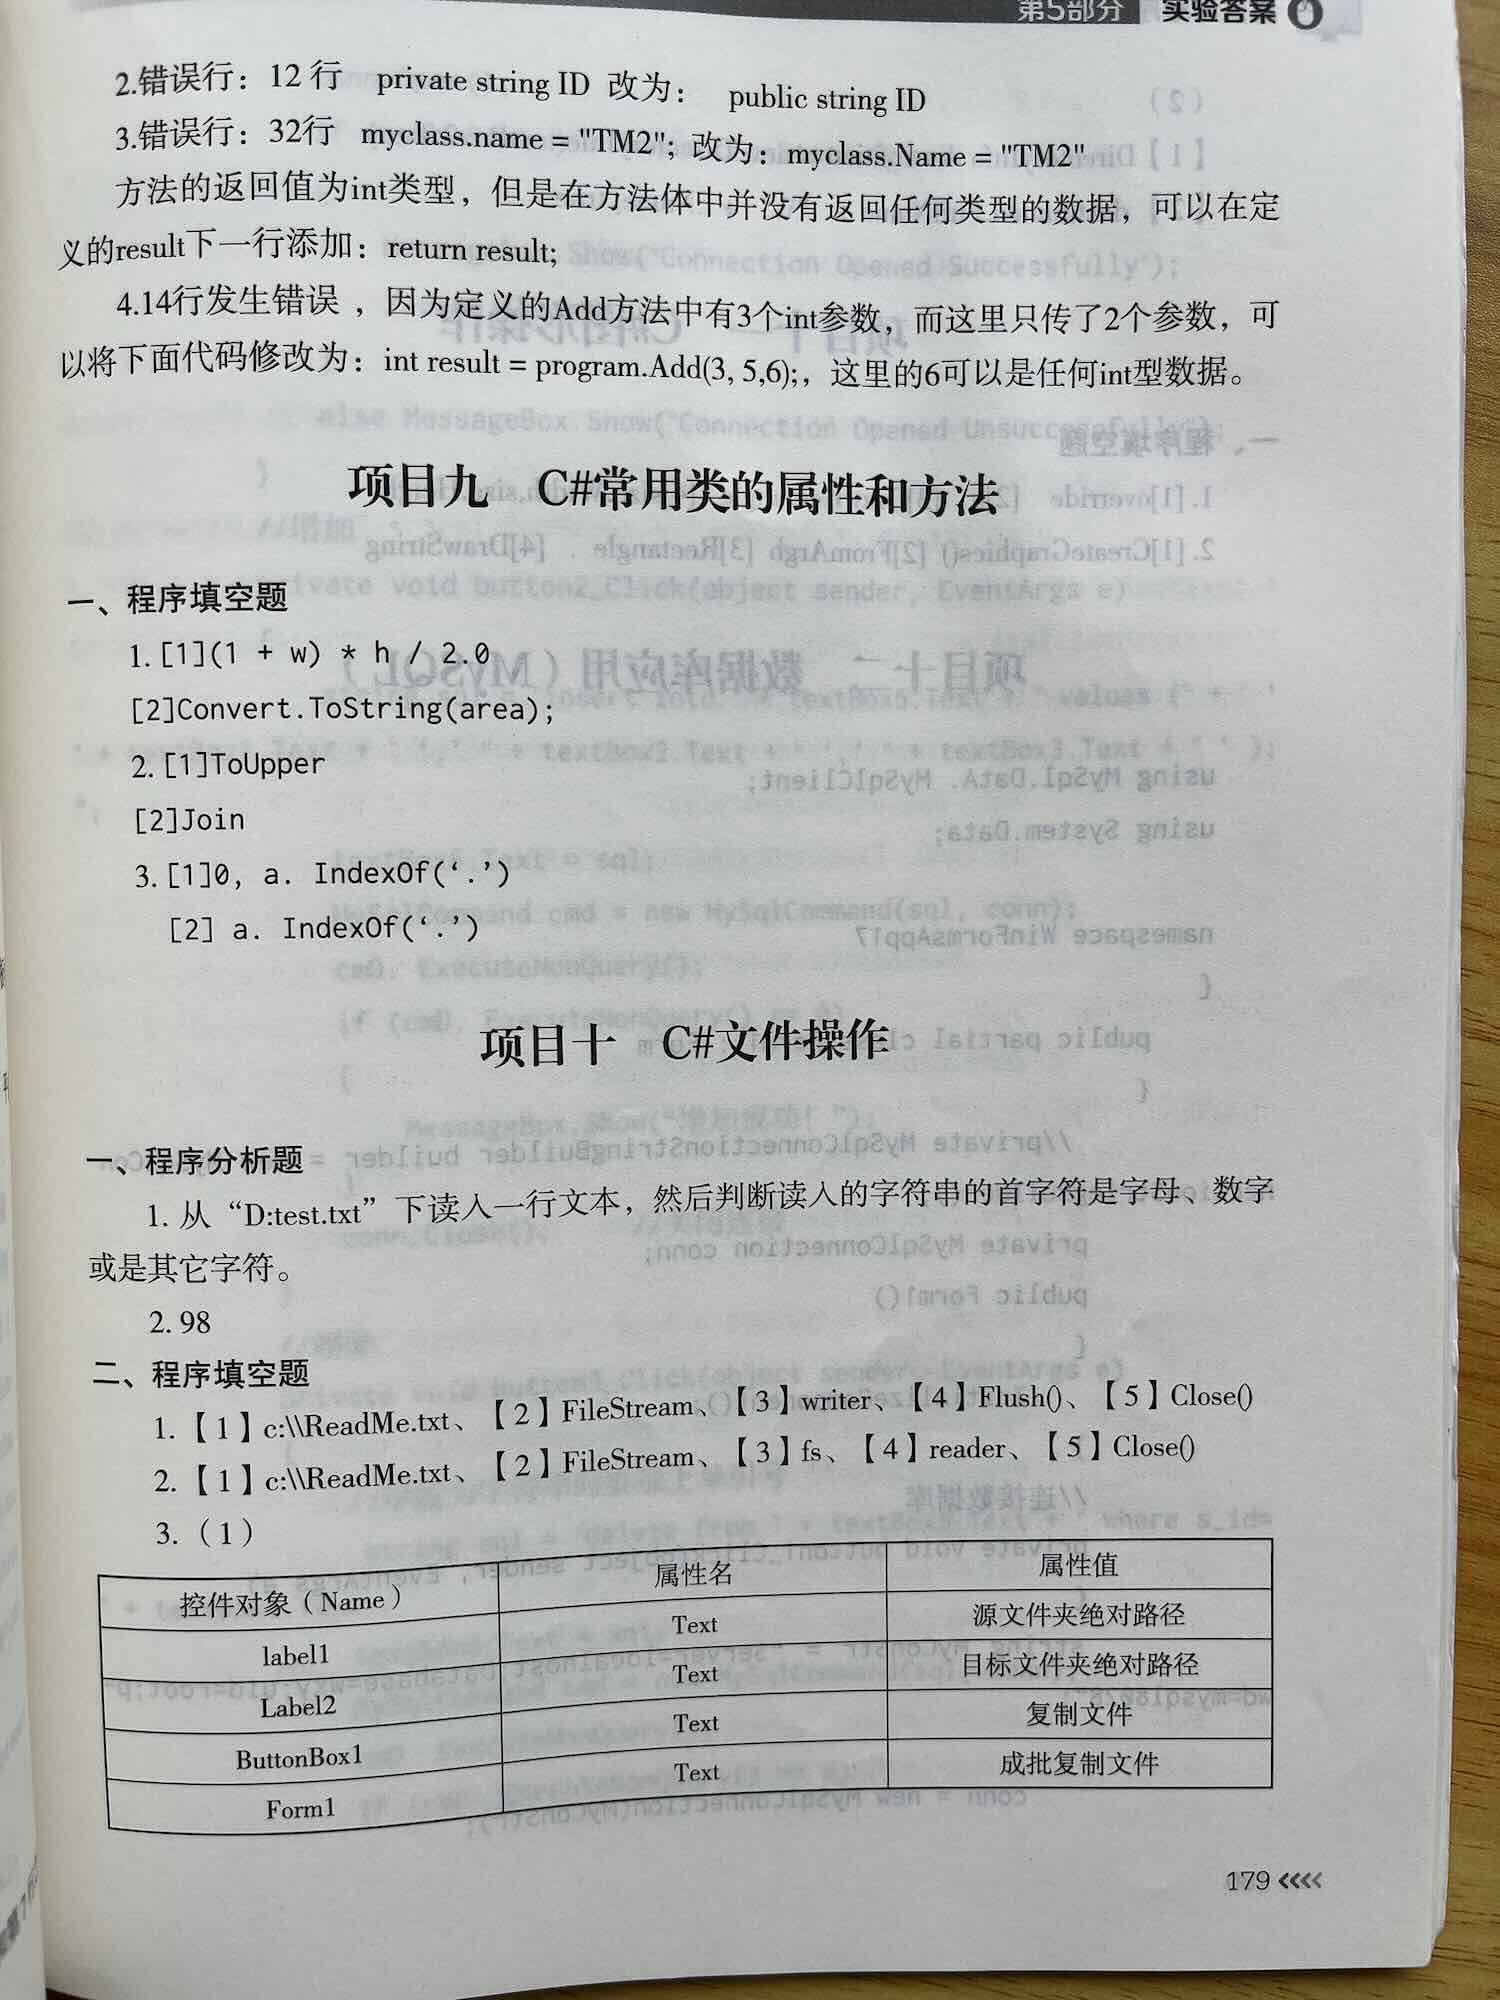 第5部分 实验答案
2.错误行：12 行 private string ID 改为： public string ID
3.错误行：32行 myclass.name = "TM2"; 改为：myclass.Name = "TM2"
方法的返回值为int类型，但是在方法体中并没有返回任何类型的数据，可以在定
义的result下一行添加：return result;
4.14行发生错误 ，因为定义的Add方法中有3个int参数，而这里只传了2个参数，可
以将下面代码修改为：int result = program.Add(3, 5,6);，这里的6可以是任何int型数据。
项目九 C#常用类的属性和方法
一、程序填空题
1.[1](1 + w) * h / 2.0
[2]Convert.ToString(area);
2.[1]ToUpper
[2]Join
3.[1]0, a. IndexOf(‘.’)
[2] a. IndexOf(‘.’)
项目十 C#文件操作
一、程序分析题
1. 从“D:test.txt”下读入一行文本，然后判断读入的字符串的首字符是字母、数字
或是其它字符。
2. 98
二、程序填空题
1.【1】c:\\ReadMe.txt、【2】FileStream、【3】writer、【4】Flush()、【5】Close()
2.【1】c:\\ReadMe.txt、【2】FileStream、【3】fs、【4】reader、【5】Close()
3.（1）
控件对象（Name） 属性名 属性值
label1 Text 源文件夹绝对路径
Label2 Text 目标文件夹绝对路径
ButtonBox1 Text 复制文件
Form1 Text 成批复制文件
179